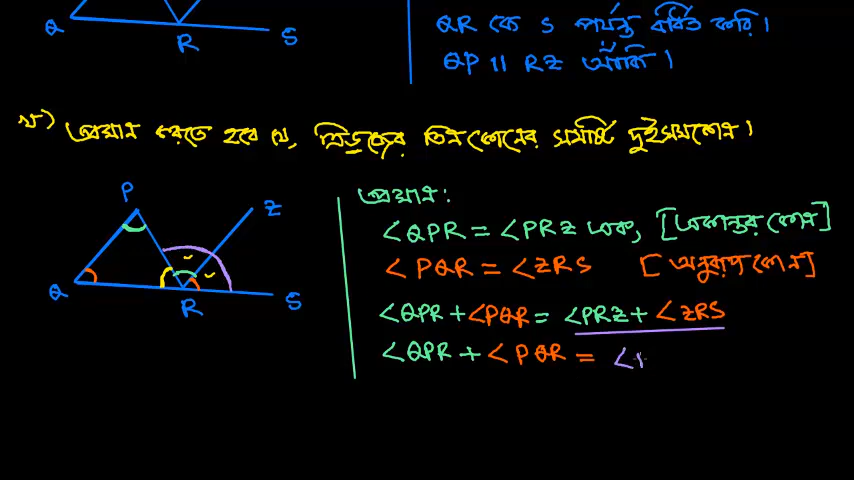 Q R S
QR কে S পর্যন্ত বর্ধিত করি।
QP || RZ আঁকি।
খ) প্রমাণ করতে হবে যে, ত্রিভুজের তিন কোণের সমষ্টি দুই সমকোণ।
P Z
Q R S
প্রমাণ:
∠QPR = ∠PRZ এবং, [একান্তর কোণ]
∠PQR = ∠ZRS [অনুরূপ কোণ]
∠QPR + ∠PQR = ∠PRZ + ∠ZRS
∠QPR + ∠PQR = ∠